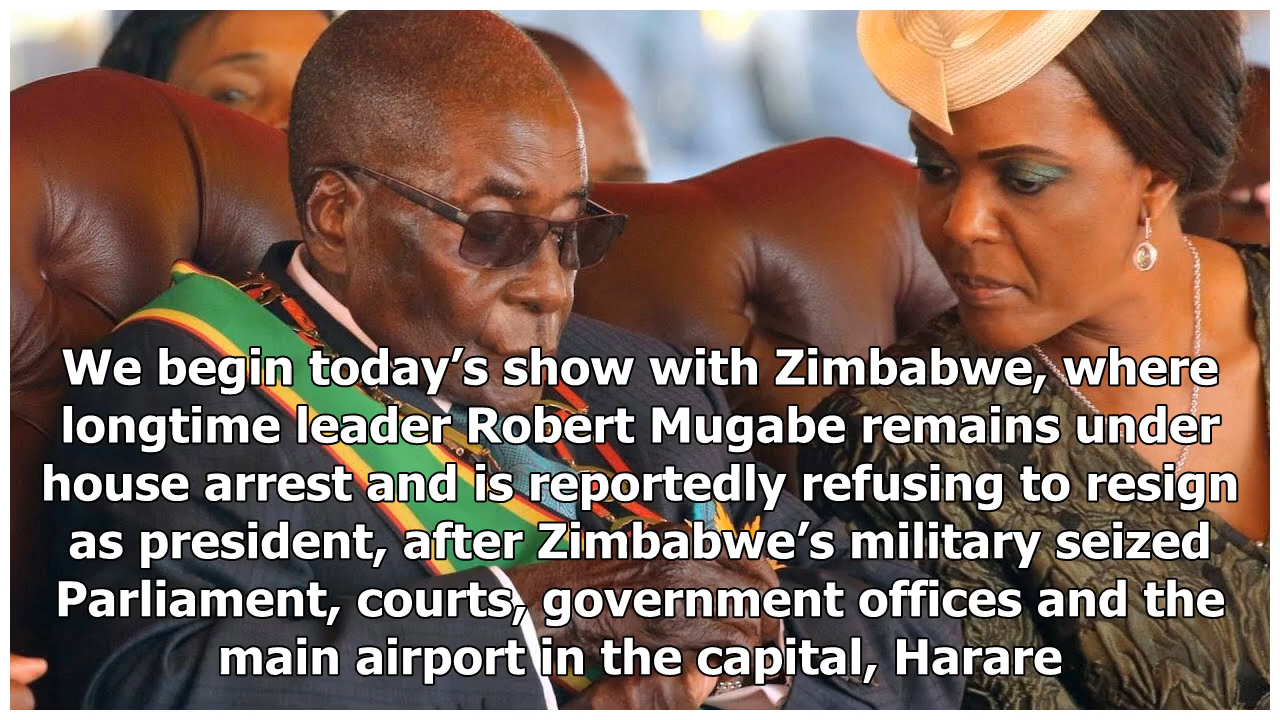 We begin today’s show with Zimbabwe, where
longtime leader Robert Mugabe remains under
house arrest and is reportedly refusing to resign
as president, after Zimbabwe’s military seized
Parliament, courts, government offices and the
main airport in the capital, Harare